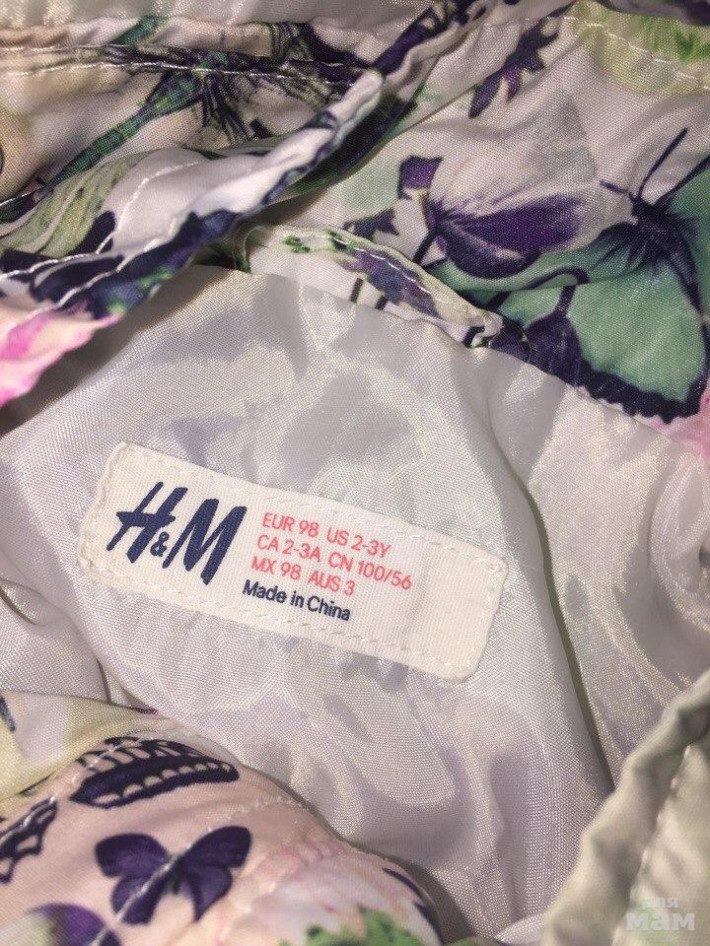 H&M
EUR 98 US 2-3Y
CA 2-3A CN 100/56
MX 98 AUS 3
Made in China
для
мам